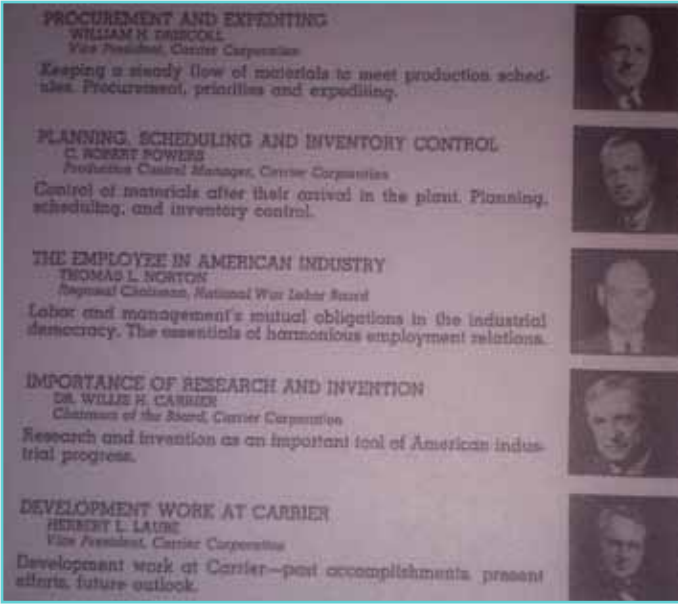 PROCUREMENT AND EXPEDITING
WILLIAM H. DRISCOLL
Vice President, Carrier Corporation
Keeping a steady flow of materials to meet production sched-
ules. Procurement, priorities and expediting.
PLANNING, SCHEDULING AND INVENTORY CONTROL
C. ROBERT POWERS
Production Control Manager, Carrier Corporation
Control of materials after their arrival in the plant. Planning,
scheduling, and inventory control.
THE EMPLOYEE IN AMERICAN INDUSTRY
THOMAS L. NORTON
Regional Chairman, National War Labor Board
Labor and management's mutual obligations in the industrial
democracy. The essentials of harmonious employment relations.
IMPORTANCE OF RESEARCH AND INVENTION
DR. WILLIS H. CARRIER
Chairman of the Board, Carrier Corporation
Research and invention as an important tool of American indus-
trial progress.
DEVELOPMENT WORK AT CARRIER
HERBERT L. LAUBE
Vice President, Carrier Corporation
Development work at Carrier—past accomplishments, present
efforts, future outlook.